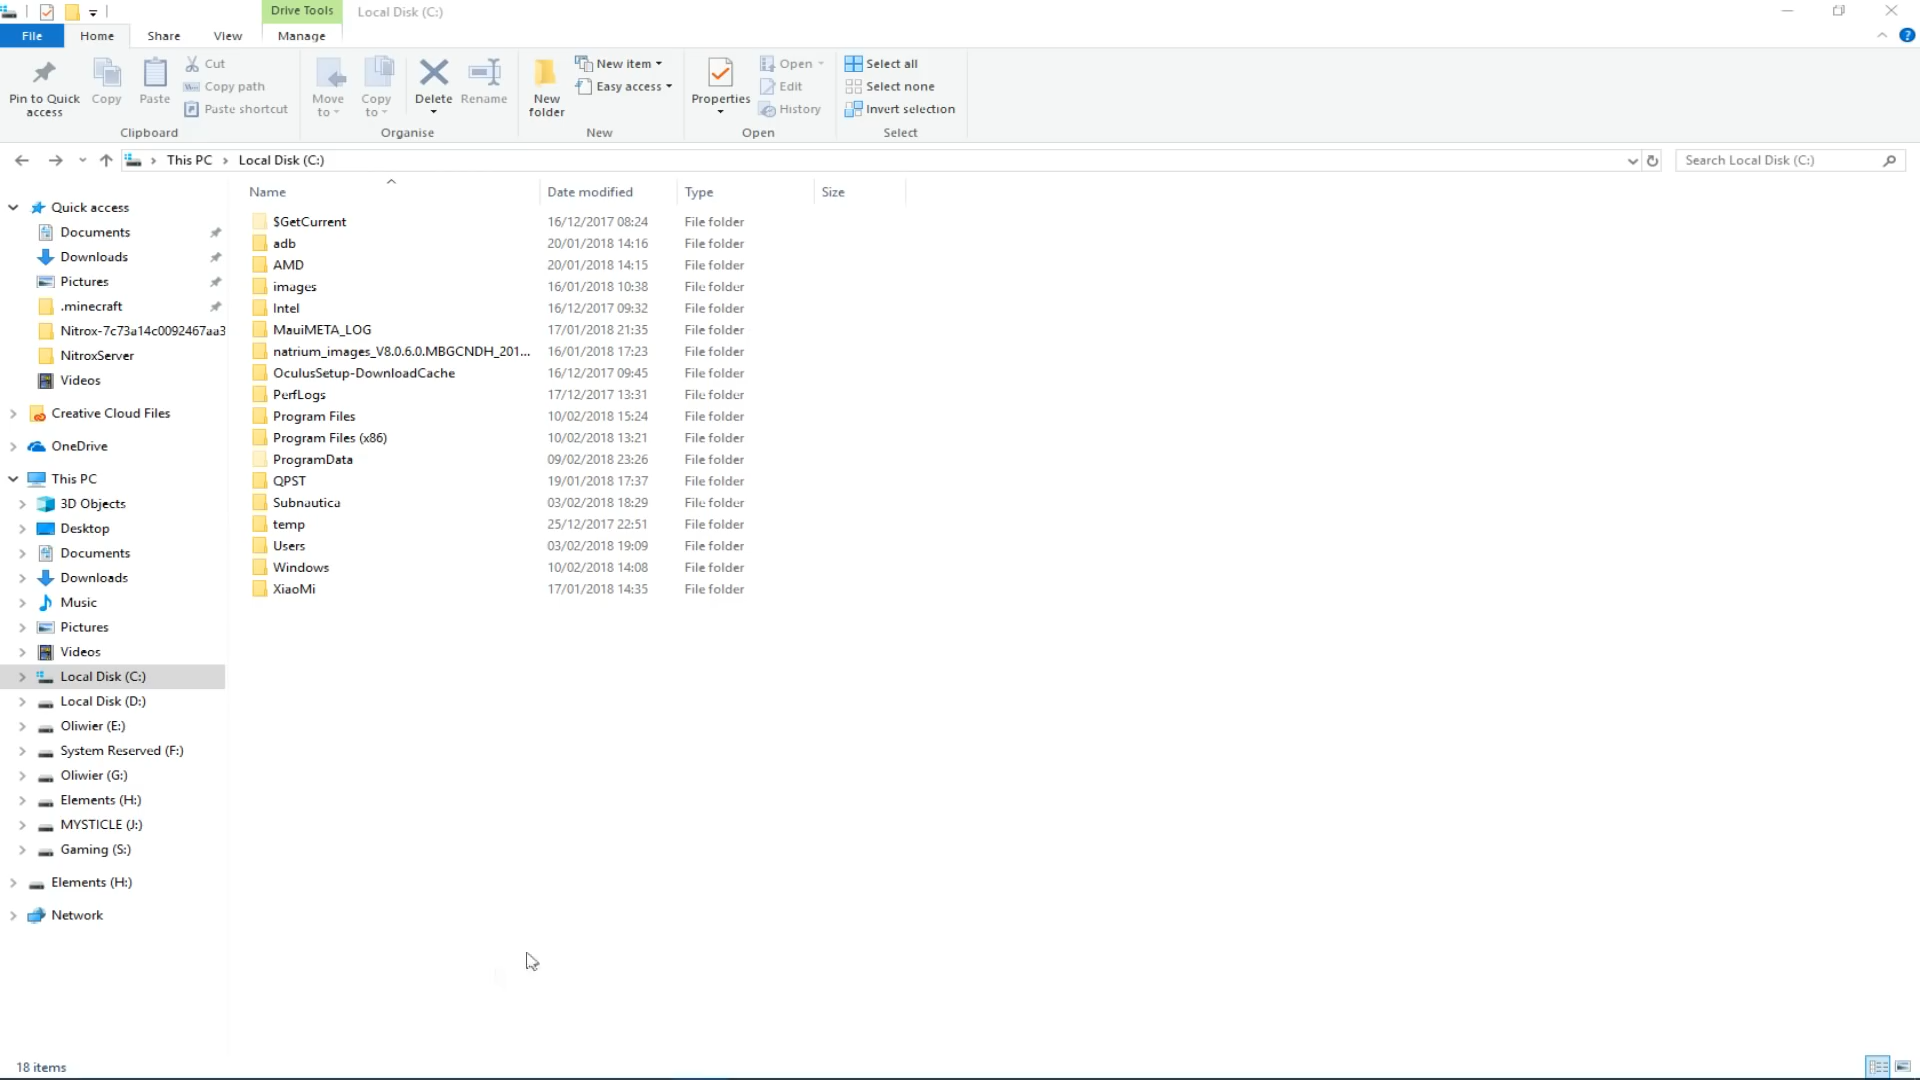 Drive Tools
Local Disk (C:)
File
Home
Share
View
Manage
Pin to Quick access
Copy
Paste
Cut
Copy path
Paste shortcut
Clipboard
Move to
Copy to
Delete
Rename
Organise
New folder
New item
Easy access
New
Properties
Open
Edit
History
Open
Select all
Select none
Invert selection
Select
This PC
Local Disk (C:)
Search Local Disk (C:)
Quick access
Documents
Downloads
Pictures
.minecraft
Nitrox-7c73a14c0092467aa3
NitroxServer
Videos
Creative Cloud Files
OneDrive
This PC
3D Objects
Desktop
Documents
Downloads
Music
Pictures
Videos
Local Disk (C:)
Local Disk (D:)
Oliwier (E:)
System Reserved (F:)
Oliwier (G:)
Elements (H:)
MYSTICLE (J:)
Gaming (S:)
Elements (H:)
Network
Name Date modified Type Size
$GetCurrent 16/12/2017 08:24 File folder
adb 20/01/2018 14:16 File folder
AMD 20/01/2018 14:15 File folder
images 16/01/2018 10:38 File folder
Intel 16/12/2017 09:32 File folder
MauiMETA_LOG 17/01/2018 21:35 File folder
natrium_images_V8.0.6.0.MBGCNDH_201... 16/01/2018 17:23 File folder
OculusSetup-DownloadCache 16/12/2017 09:45 File folder
PerfLogs 17/12/2017 13:31 File folder
Program Files 10/02/2018 15:24 File folder
Program Files (x86) 10/02/2018 13:21 File folder
ProgramData 09/02/2018 23:26 File folder
QPST 19/01/2018 17:37 File folder
Subnautica 03/02/2018 18:29 File folder
temp 25/12/2017 22:51 File folder
Users 03/02/2018 19:09 File folder
Windows 10/02/2018 14:08 File folder
XiaoMi 17/01/2018 14:35 File folder
18 items